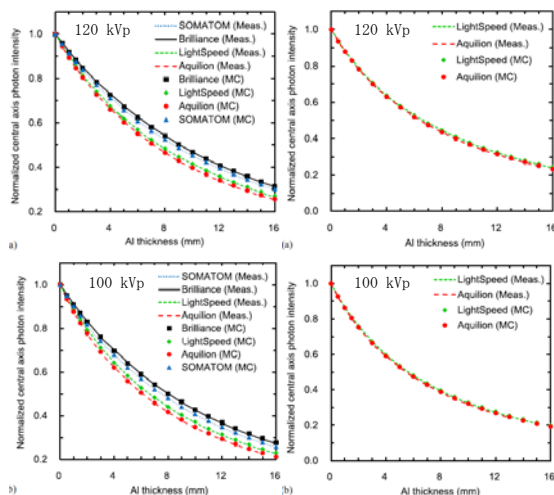 120 kVp
SOMATOM (Meas.)
Brilliance (Meas.)
LightSpeed (Meas.)
Aquilion (Meas.)
Brilliance (MC)
LightSpeed (MC)
Aquilion (MC)
SOMATOM (MC)
Normalized central axis photon intensity
1.0
0.8
0.6
0.4
0.2
0 4 8 12 16
Al thickness (mm)
a)
120 kVp
LightSpeed (Meas.)
Aquilion (Meas.)
LightSpeed (MC)
Aquilion (MC)
Normalized central axis photon intensity
1.0
0.8
0.6
0.4
0.2
0.0
0 4 8 12 16
Al thickness (mm)
(a)
100 kVp
SOMATOM (Meas.)
Brilliance (Meas.)
LightSpeed (Meas.)
Aquilion (Meas.)
Brilliance (MC)
LightSpeed (MC)
Aquilion (MC)
SOMATOM (MC)
Normalized central axis photon intensity
1.0
0.8
0.6
0.4
0.2
0 4 8 12 16
Al thickness (mm)
b)
100 kVp
LightSpeed (Meas.)
Aquilion (Meas.)
LightSpeed (MC)
Aquilion (MC)
Normalized central axis photon intensity
1.0
0.8
0.6
0.4
0.2
0.0
0 4 8 12 16
Al thickness (mm)
(b)